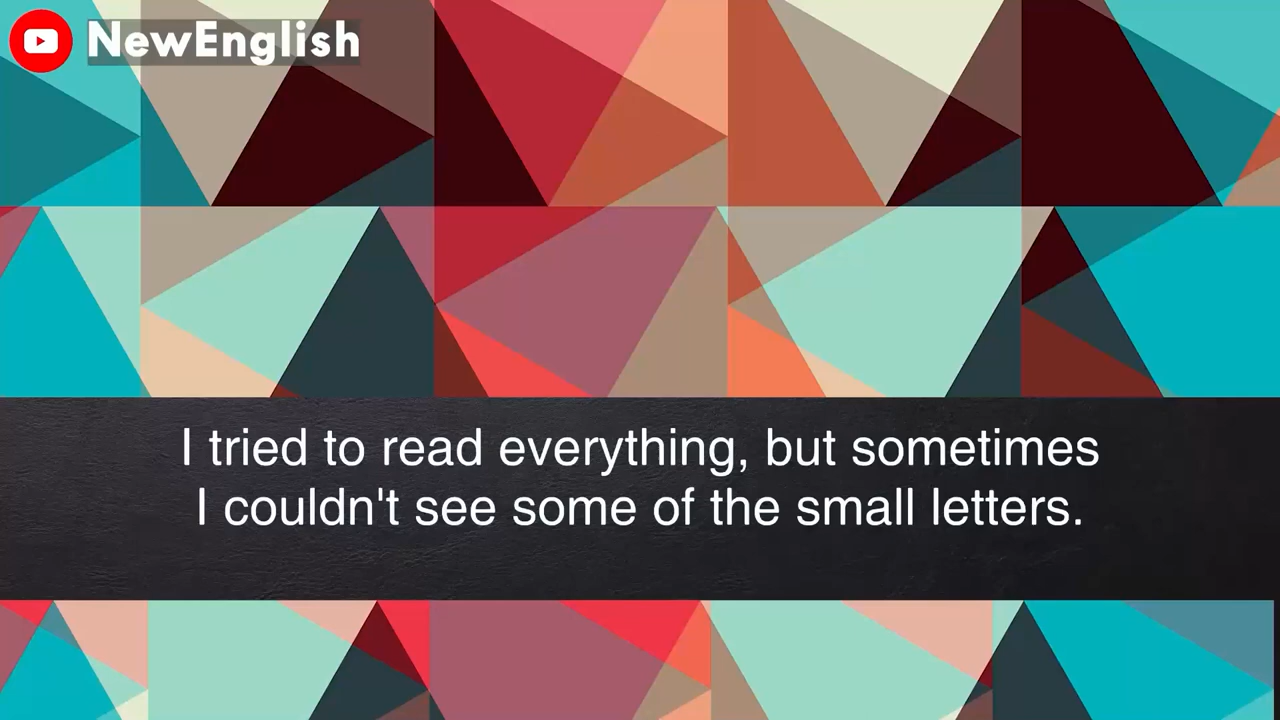 NewEnglish
I tried to read everything, but sometimes
I couldn't see some of the small letters.